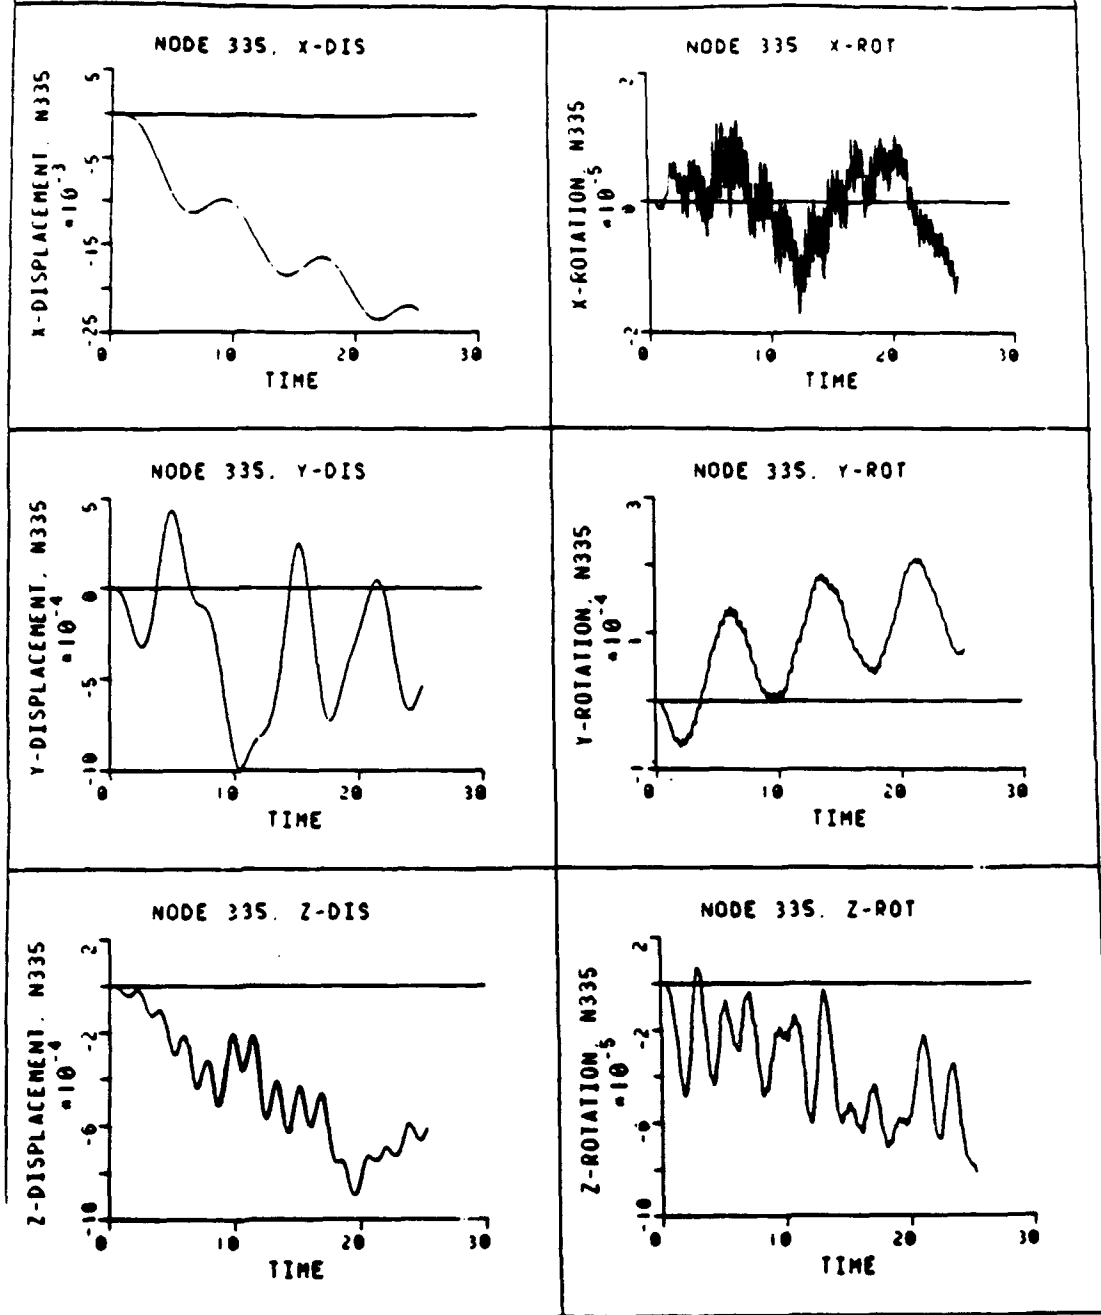 NODE 335. X-DIS
X-DISPLACEMENT. N335
*10^-3
5
-5
-15
-25
0
10
20
30
TIME
NODE 335 X-ROT
X-ROTATION, N335
*10^-5
2
0
-2
0
10
20
30
TIME
NODE 335. Y-DIS
Y-DISPLACEMENT. N335
*10^-4
5
0
-5
-10
0
10
20
30
TIME
NODE 335. Y-ROT
Y-ROTATION, N335
*10^-4
3
1
-1
0
10
20
30
TIME
NODE 335. Z-DIS
Z-DISPLACEMENT. N335
*10^-4
2
-2
-6
-10
0
10
20
30
TIME
NODE 335. Z-ROT
Z-ROTATION, N335
*10^-5
2
-2
-6
-10
0
10
20
30
TIME